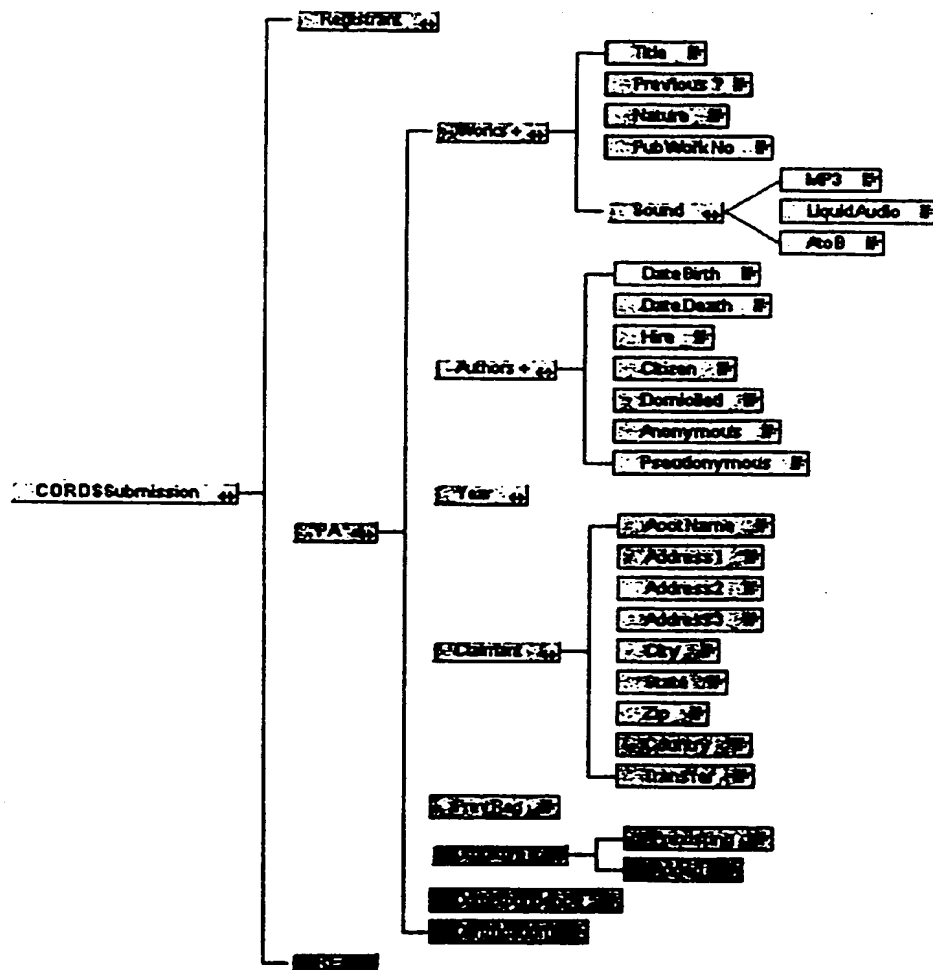 Registrant
Title
Previous ?
Works +
Nature
PubWorkNo
MP3
Sound
LiquidAudio
AtoB
DateBirth
DateDeath
Hire
Authors +
Citizen
Domiciled
Anonymous
Pseudonymous
CORDSSubmission
Year
PA
AcctName
Address1
Address2
Address3
Claimant
City
State
Zip
Country
Transfer
RE